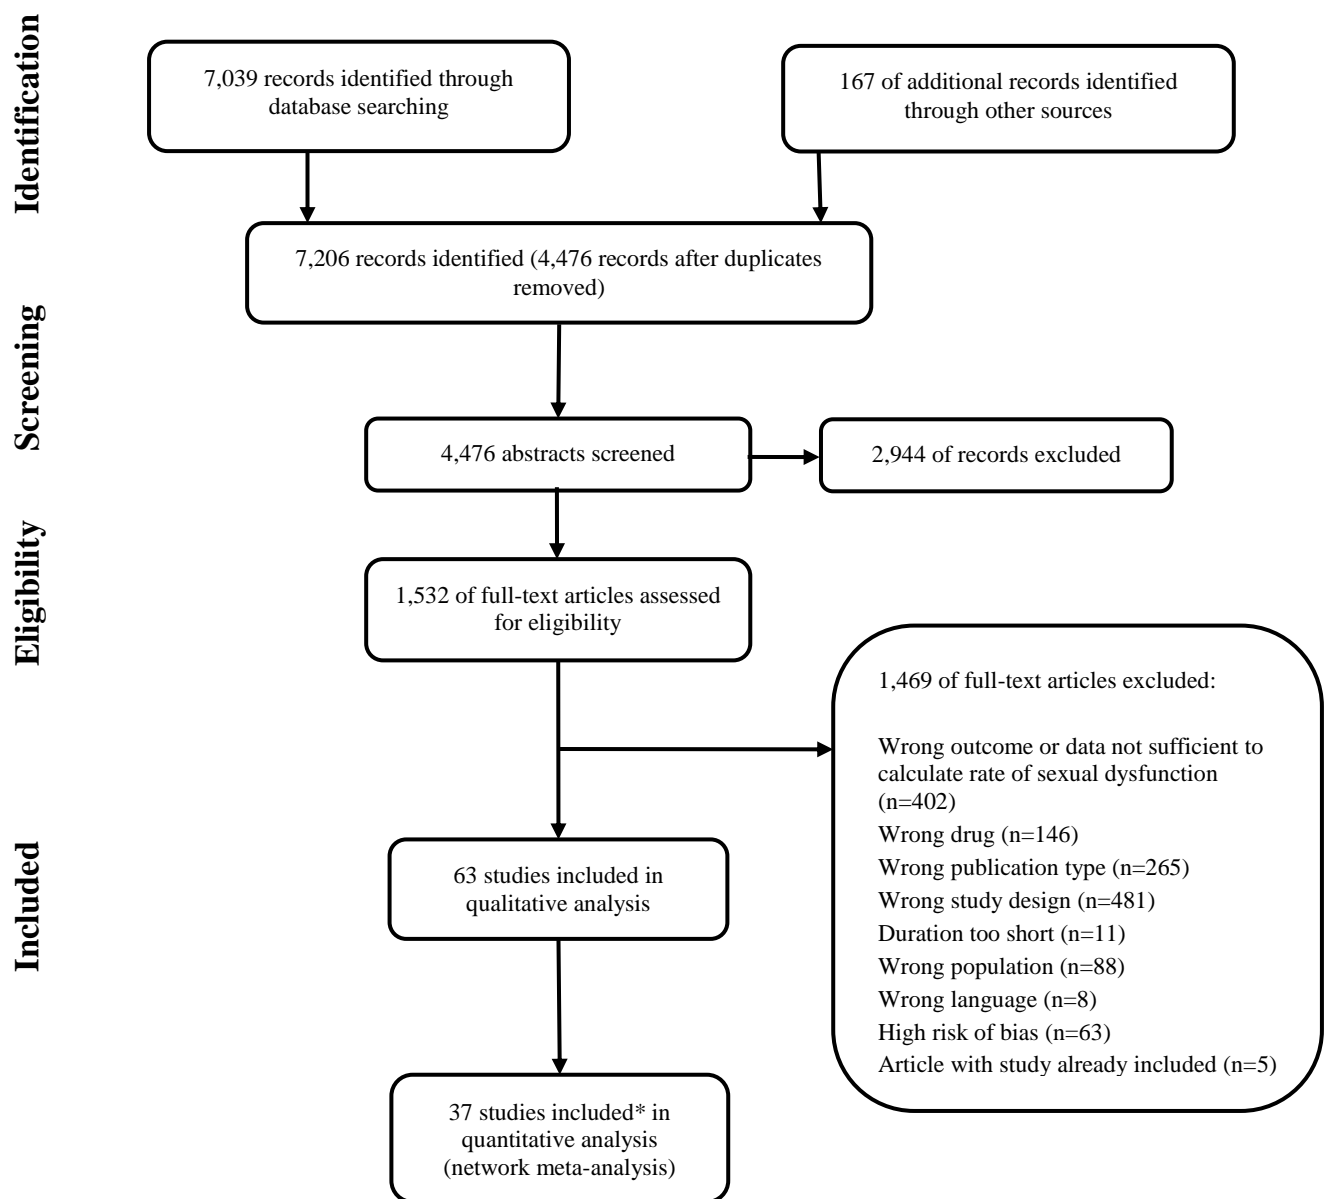 Identification
7,039 records identified through
database searching
167 of additional records identified
through other sources
7,206 records identified (4,476 records after duplicates
removed)
Screening
4,476 abstracts screened
2,944 of records excluded
Eligibility
1,532 of full-text articles assessed
for eligibility
1,469 of full-text articles excluded:
Wrong outcome or data not sufficient to
calculate rate of sexual dysfunction
(n=402)
Wrong drug (n=146)
Wrong publication type (n=265)
Wrong study design (n=481)
Duration too short (n=11)
Wrong population (n=88)
Wrong language (n=8)
High risk of bias (n=63)
Article with study already included (n=5)
Included
63 studies included in
qualitative analysis
37 studies included* in
quantitative analysis
(network meta-analysis)